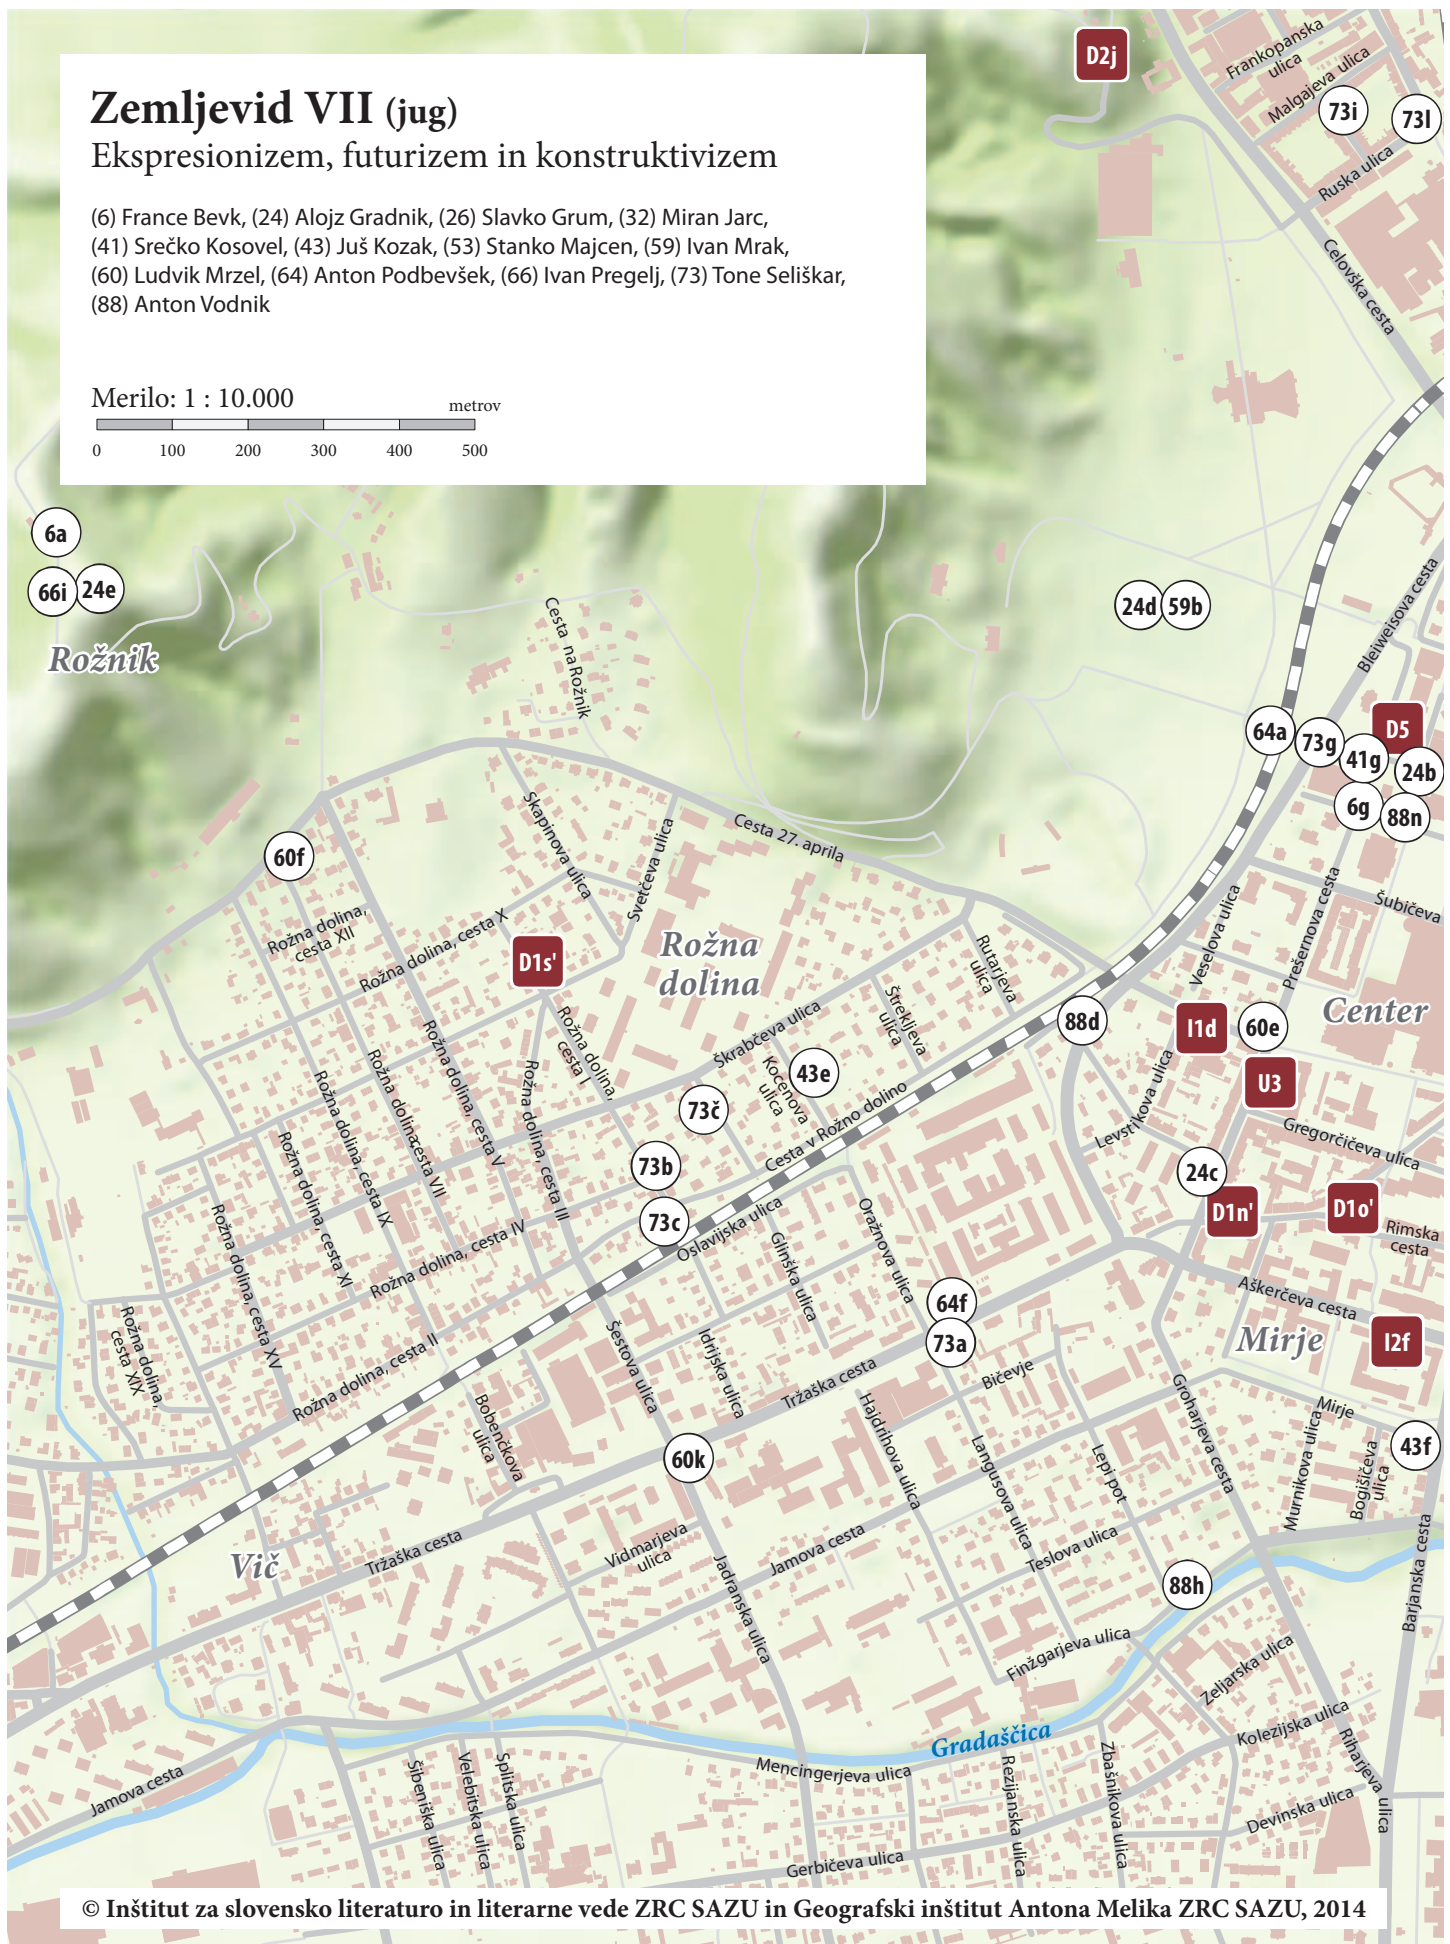 Zemljevid VII (jug)
Ekspresionizem, futurizem in konstruktivizem
(6) France Bevk, (24) Alojz Gradnik, (26) Slavko Grum, (32) Miran Jarc,
(41) Srečko Kosovel, (43) Juš Kozak, (53) Stanko Majcen, (59) Ivan Mrak,
(60) Ludvik Mrzel, (64) Anton Podbevšek, (66) Ivan Pregelj, (73) Tone Seliškar,
(88) Anton Vodnik
Merilo: 1 : 10.000
metrov
0 100 200 300 400 500
D2j
Frankopanska
ulica
Malgajeva ulica
73i
73l
Ruska ulica
Celovška cesta
6a
66i
24e
Rožnik
Cesta na Rožnik
24d
59b
Bleiweisova cesta
64a
73g
D5
41g
24b
6g
88n
60f
Skapinova ulica
Svetčeva ulica
Cesta 27. aprila
Rožna dolina,
cesta XII
Rožna dolina, cesta X
D1s'
Rožna
dolina
Rutarjeva
ulica
Veselova ulica
Prešernova cesta
Šubičeva
Center
Štrekljeva
ulica
88d
I1d
60e
U3
Škrabčeva ulica
Kocenova
ulica
43e
73č
Rožna dolina,
cesta I
Rožna dolina, cesta III
Rožna dolina, cesta V
Rožna dolina, cesta VII
Rožna dolina, cesta IX
Rožna dolina, cesta XI
Rožna dolina, cesta XV
Rožna dolina,
cesta XIX
Rožna dolina, cesta IV
Rožna dolina, cesta II
73b
73c
Cesta v Rožno dolino
Oslavijska ulica
Levstikova ulica
Gregorčičeva ulica
24c
D1n'
D1o'
Rimska
cesta
Aškerčeva cesta
Mirje
I2f
Glinška ulica
Oražnova ulica
64f
73a
Šestova ulica
Idrijska ulica
Tržaška cesta
Bičevje
Bobenčkova
ulica
60k
Hajdrihova ulica
Langusova ulica
Lepi pot
Groharjeva cesta
Mirje
Murnikova ulica
Bogišičeva
ulica
43f
Vič
Tržaška cesta
Vidmarjeva
ulica
Jamova cesta
Jadranska ulica
Teslova ulica
88h
Barjanska cesta
Finžgarjeva ulica
Zeljarska ulica
Kolezijska ulica
Riharjeva ulica
Gradaščica
Mencingerjeva ulica
Jamova cesta
Šibeniška ulica
Velebitska ulica
Splitska ulica
Rezijanska ulica
Zbašnikova ulica
Devinska ulica
Gerbičeva ulica
© Inštitut za slovensko literaturo in literarne vede ZRC SAZU in Geografski inštitut Antona Melika ZRC SAZU, 2014